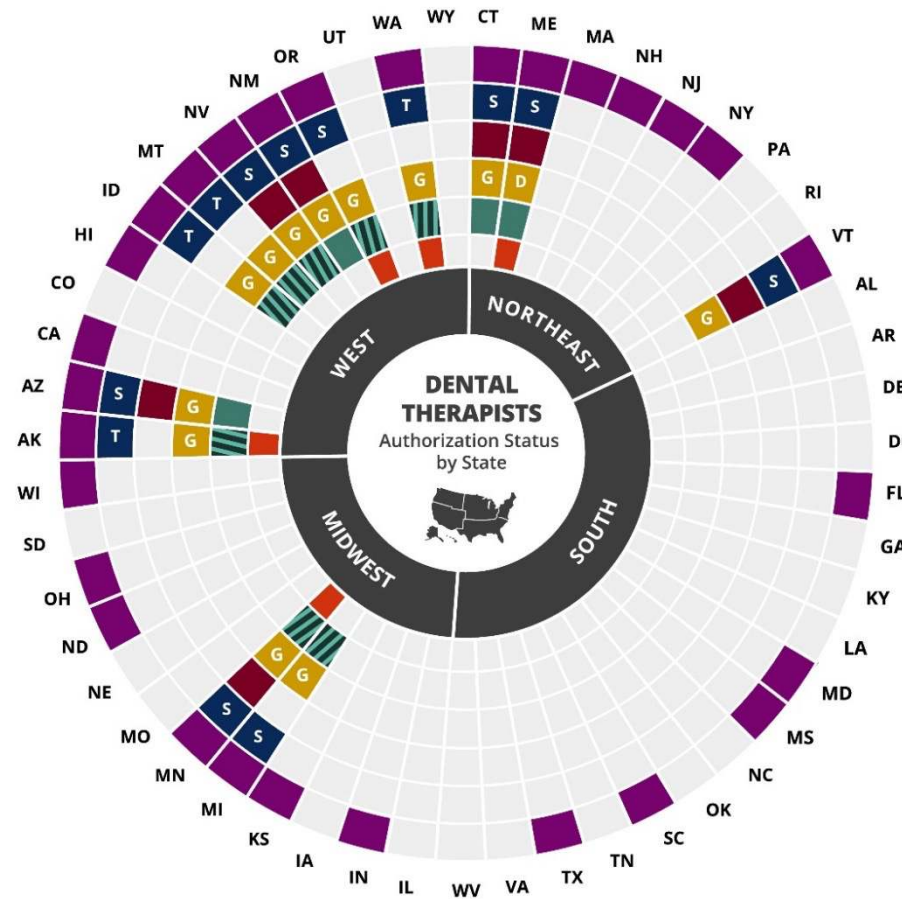 CT
ME
MA
NH
NJ
NY
PA
RI
VT
AL
AR
DE
D
FL
GA
KY
LA
MD
MS
NC
OK
SC
TN
TX
VA
WV
IL
IN
IA
KS
MI
MN
MO
NE
ND
OH
SD
WI
AK
AZ
CA
CO
HI
ID
MT
NV
NM
OR
UT
WA
WY
S
G
S
D
S
G
S
G
S
G
T
G
S
G
T
G
T
G
S
G
S
G
S
G
T
G
NORTHEAST
SOUTH
MIDWEST
WEST
DENTAL
THERAPISTS
Authorization Status
by State